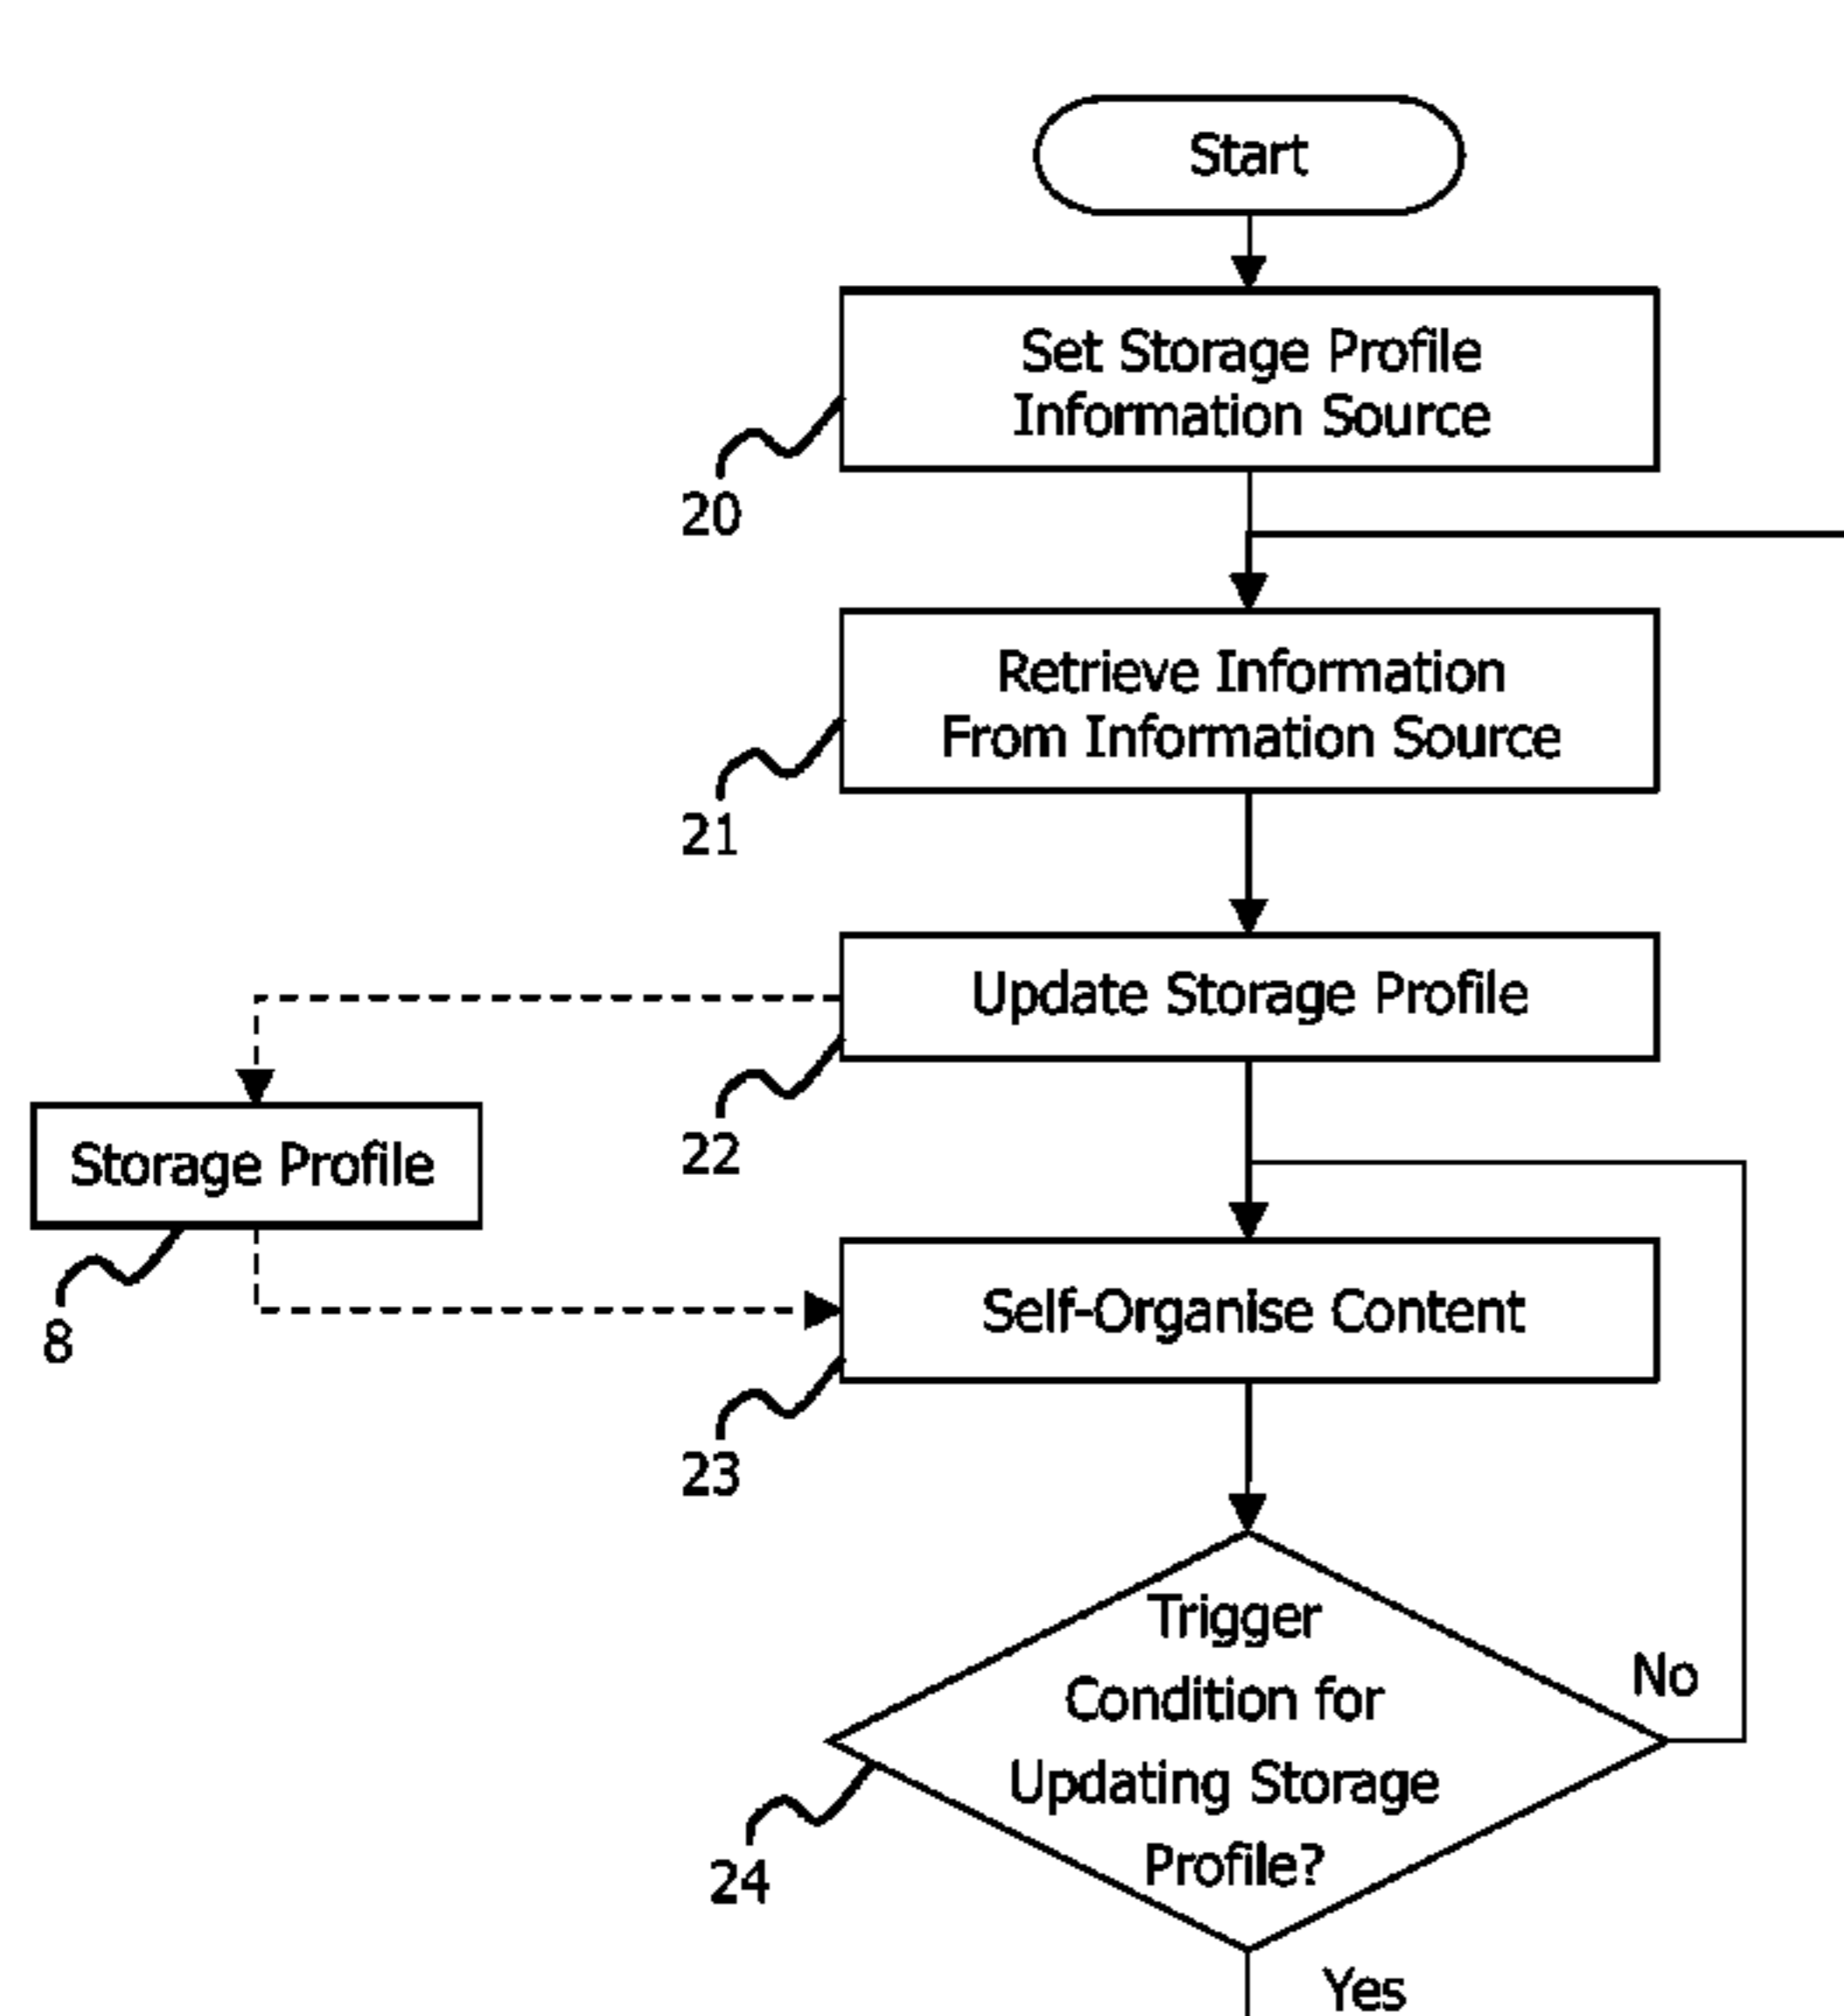 Start
Set Storage Profile
Information Source
20
Retrieve Information
From Information Source
21
Update Storage Profile
22
Storage Profile
8
Self-Organise Content
23
Trigger
Condition for
Updating Storage
Profile?
No
24
Yes